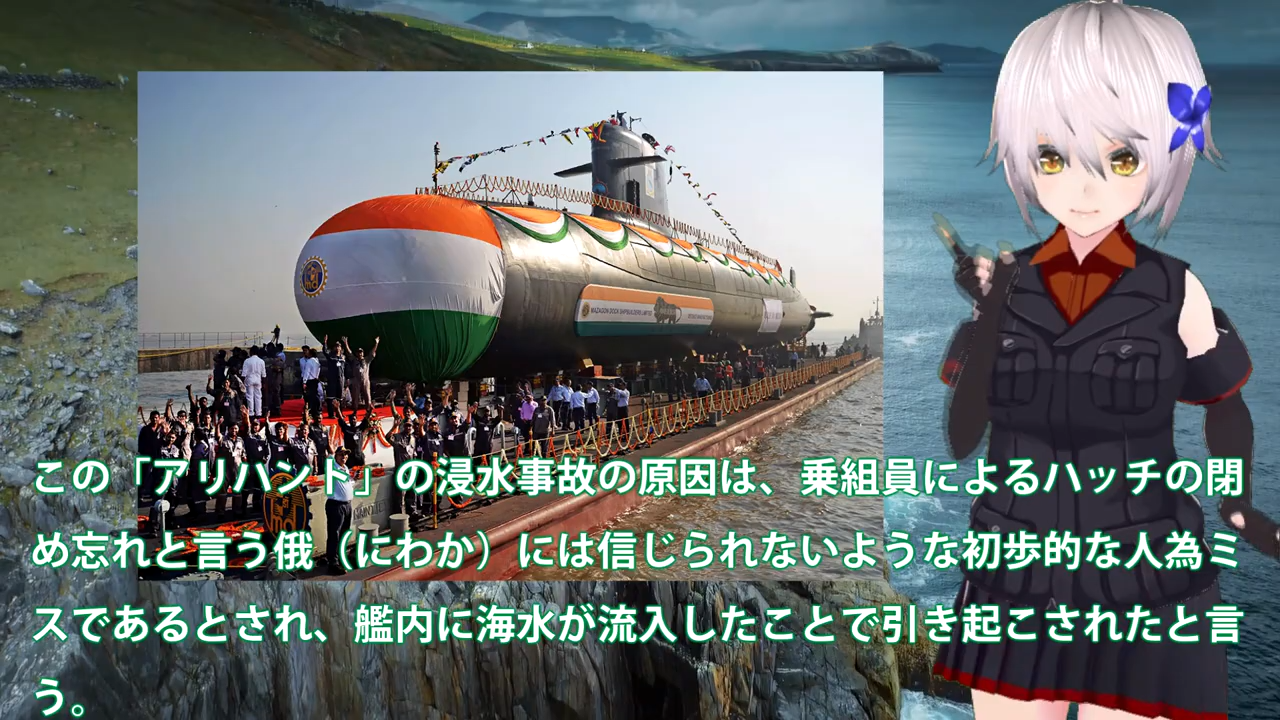 MAZAGON DOCK SHIPBUILDERS LIMITED
この「アリハント」の浸水事故の原因は、乗組員によるハッチの閉
め忘れと言う俄（にわか）には信じられないような初歩的な人為ミ
スであるとされ、艦内に海水が流入したことで引き起こされたと言
う。